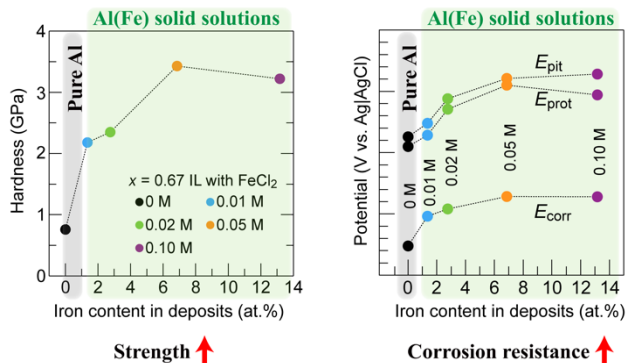 Al(Fe) solid solutions
Pure Al
Hardness (GPa)
4
3
2
1
0
x = 0.67 IL with FeCl2
0 M
0.01 M
0.02 M
0.05 M
0.10 M
0 2 4 6 8 10 12 14
Iron content in deposits (at.%)
Strength
Al(Fe) solid solutions
Pure Al
Potential (V vs. Ag|AgCl)
Epit
Eprot
Ecorr
0 M
0.01 M
0.02 M
0.05 M
0.10 M
0 2 4 6 8 10 12 14
Iron content in deposits (at.%)
Corrosion resistance